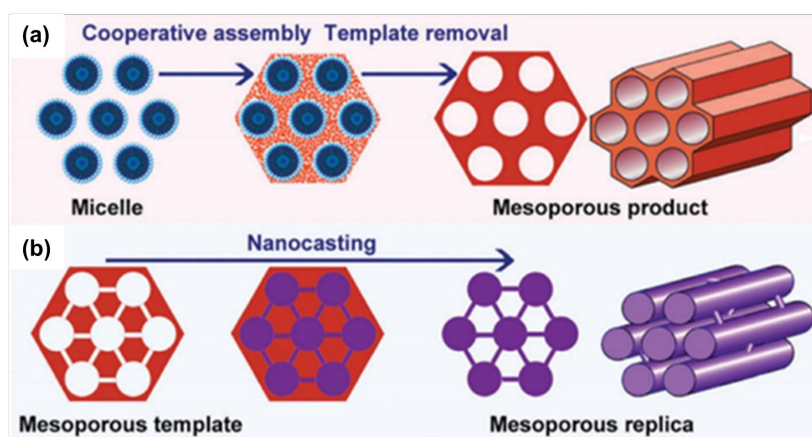 (a)
Cooperative assembly Template removal
Micelle
Mesoporous product
(b)
Nanocasting
Mesoporous template
Mesoporous replica